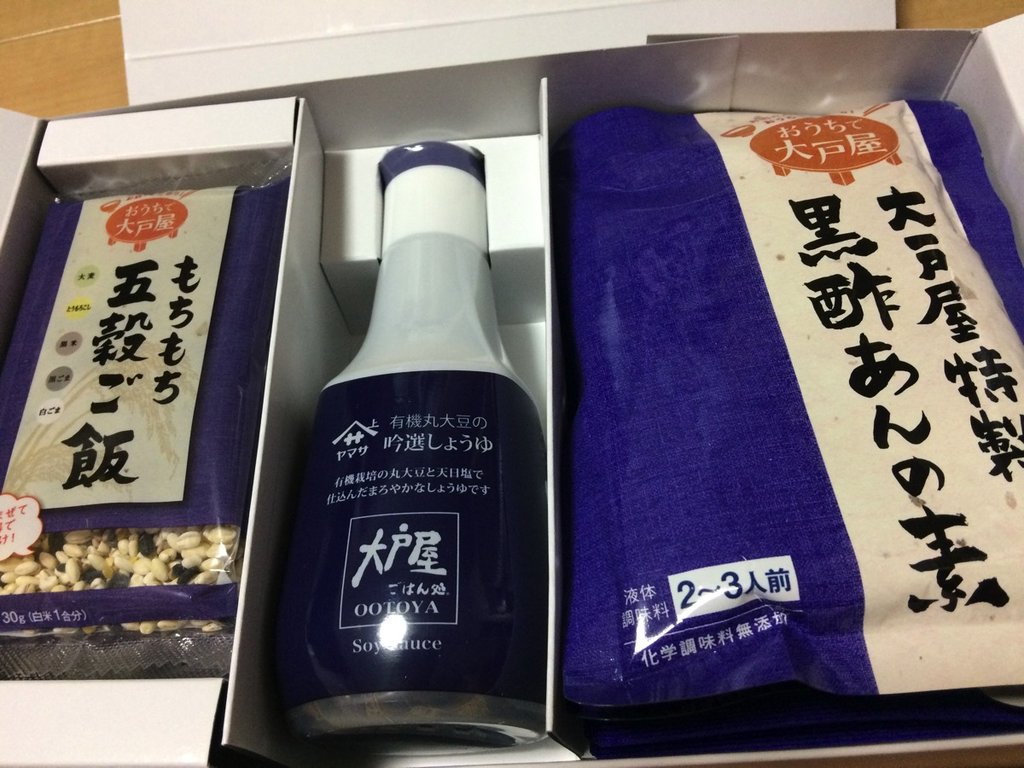 おうちで
大戸屋
もちもち
五穀ご飯
大麦
とうもろこし
黒米
黒ごま
白ごま
30g(白米1合分)
上
ヤマサ
有機丸大豆の
吟選しょうゆ
有機栽培の丸大豆と天日塩で
仕込んだまろやかなしょうゆです
大戸屋
ごはん処
OOTOYA
Soy Sauce
おうちで
大戸屋
大戸屋特製
黒酢あんの素
液体
調味料
2〜3人前
化学調味料無添加